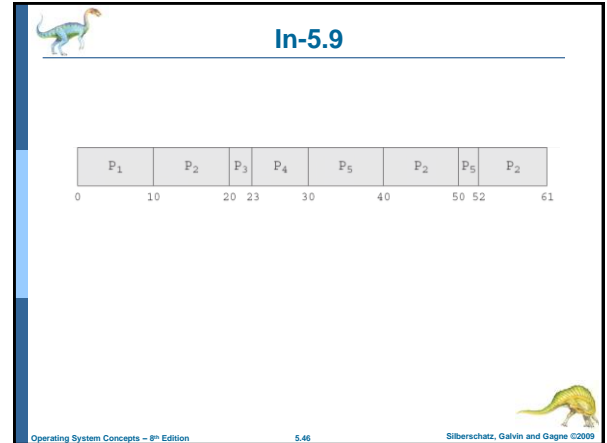 In-5.9
P1 P2 P3 P4 P5 P2 P5 P2
0 10 20 23 30 40 50 52 61
Operating System Concepts – 8th Edition 5.46 Silberschatz, Galvin and Gagne ©2009